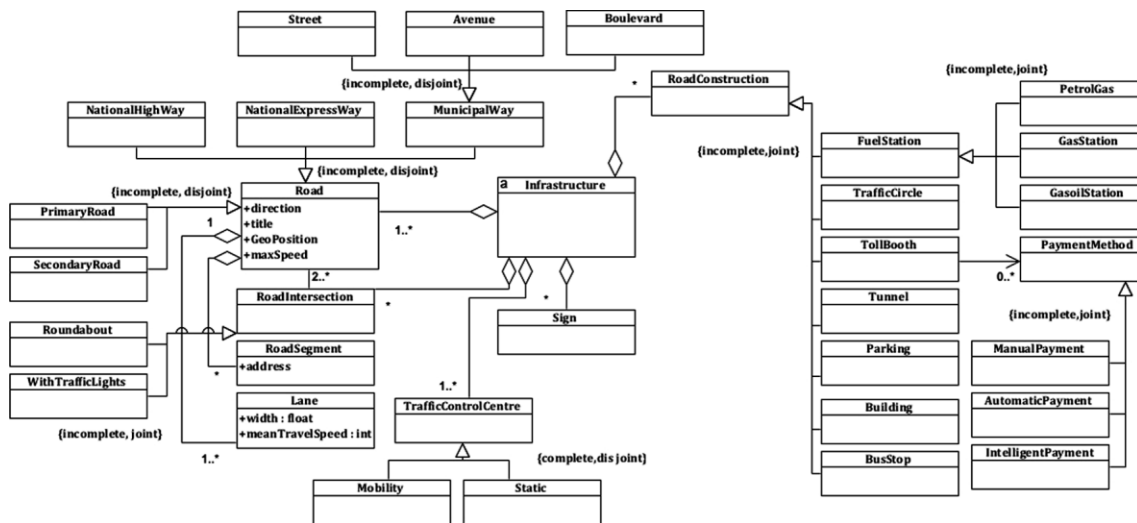 Street
Avenue
Boulevard
{incomplete, disjoint}
RoadConstruction
*
{incomplete,joint}
PetrolGas
NationalHighWay
NationalExpressWay
MunicipalWay
{incomplete,joint}
FuelStation
GasStation
{incomplete, disjoint}
{incomplete, disjoint}
Road
+direction
+title
+GeoPosition
+maxSpeed
a
Infrastructure
PrimaryRoad
1
1..*
TrafficCircle
GasoilStation
SecondaryRoad
2..*
TollBooth
PaymentMethod
0..*
RoadIntersection
*
*
Sign
Tunnel
{incomplete,joint}
Roundabout
RoadSegment
+address
*
Parking
ManualPayment
WithTrafficLights
1..*
Lane
+width : float
+meanTravelSpeed : int
TrafficControlCentre
Building
AutomaticPayment
{incomplete, joint}
1..*
{complete,dis joint}
BusStop
IntelligentPayment
Mobility
Static